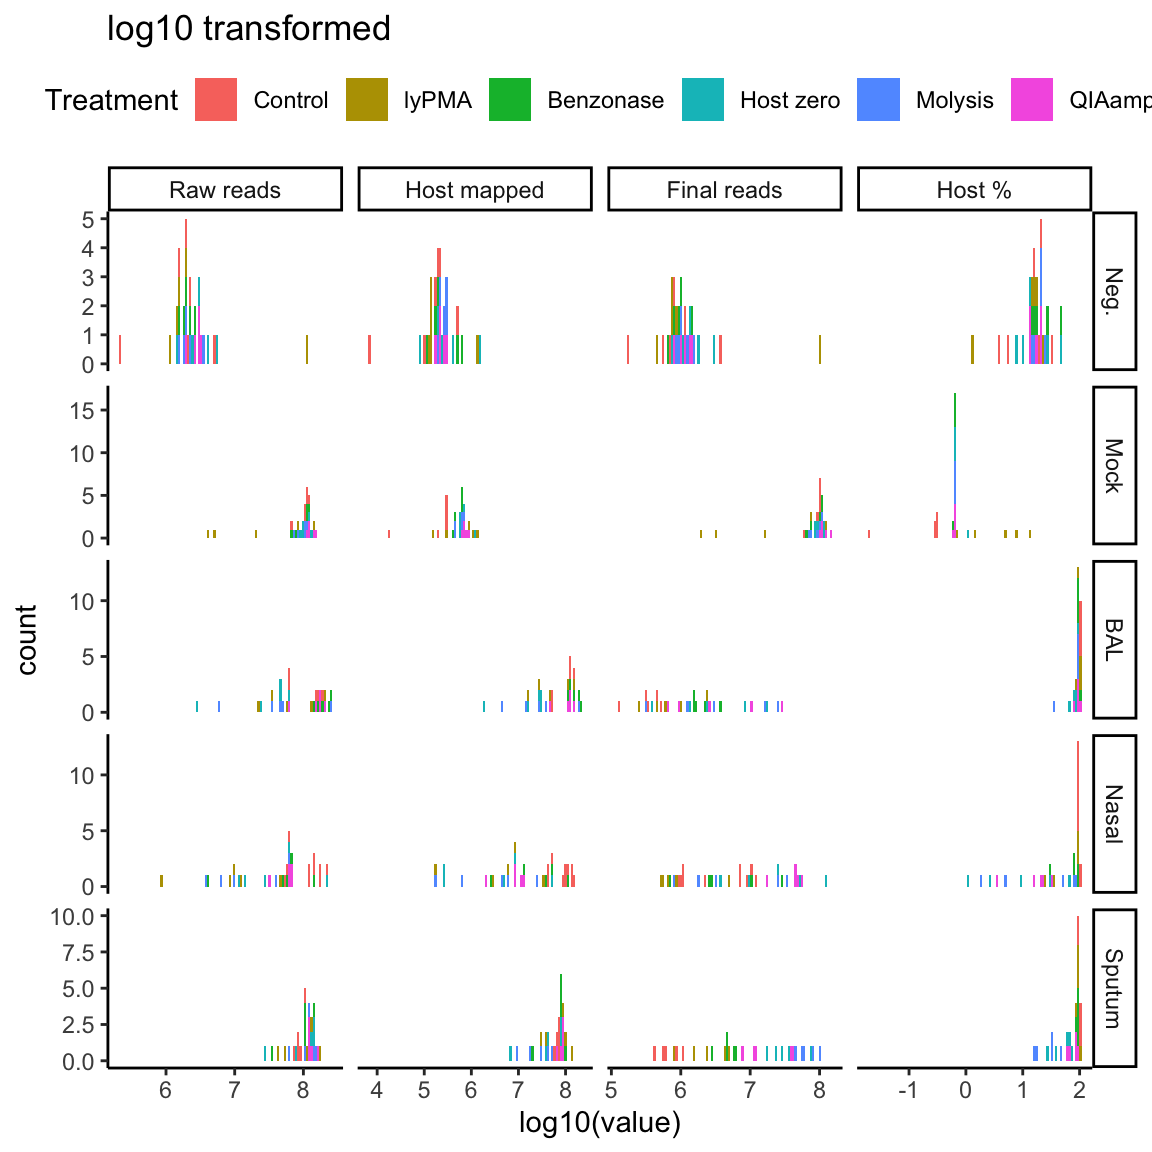 log10 transformed
Treatment Control lyPMA Benzonase Host zero Molysis QIAamp
Raw reads Host mapped Final reads Host %
5
4
3
2
1
0
Neg.
15
10
5
0
Mock
10
5
0
BAL
count
10
5
0
Nasal
10.0
7.5
5.0
2.5
0.0
Sputum
6 7 8 4 5 6 7 8 5 6 7 8 -1 0 1 2
log10(value)